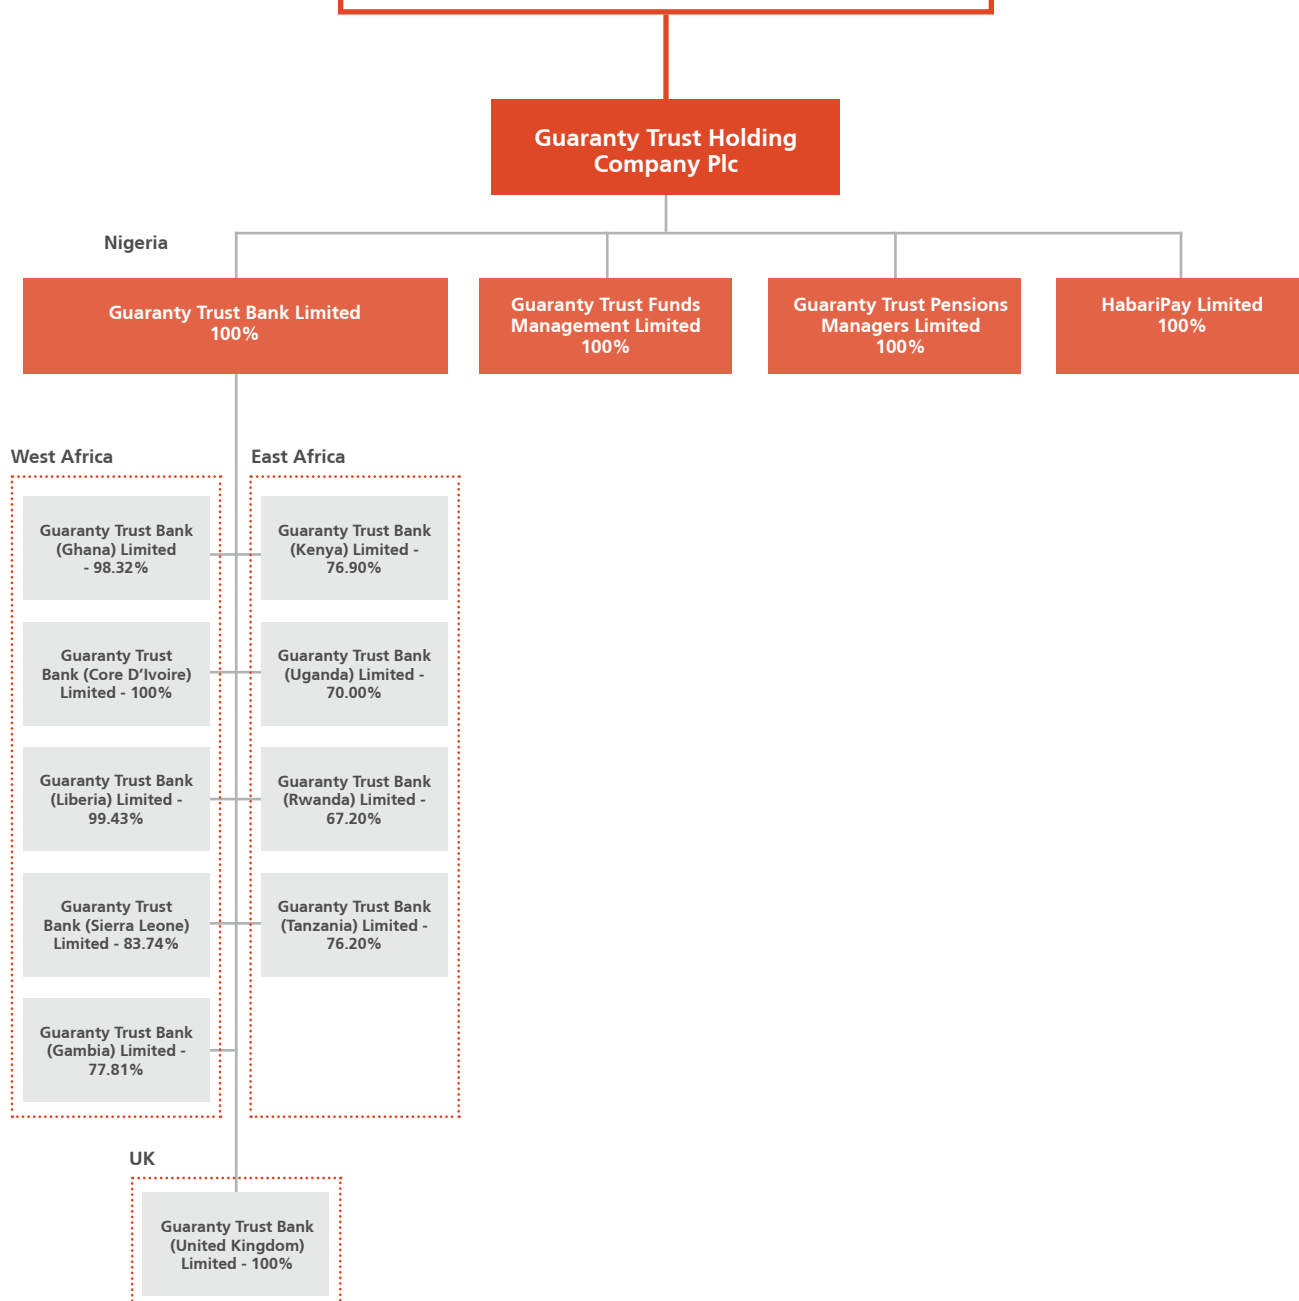 Guaranty Trust Holding
Company Plc
Nigeria
Guaranty Trust Bank Limited
100%
Guaranty Trust Funds
Management Limited
100%
Guaranty Trust Pensions
Managers Limited
100%
HabariPay Limited
100%
West Africa
Guaranty Trust Bank
(Ghana) Limited
- 98.32%
Guaranty Trust
Bank (Core D’Ivoire)
Limited - 100%
Guaranty Trust Bank
(Liberia) Limited -
99.43%
Guaranty Trust
Bank (Sierra Leone)
Limited - 83.74%
Guaranty Trust Bank
(Gambia) Limited -
77.81%
East Africa
Guaranty Trust Bank
(Kenya) Limited -
76.90%
Guaranty Trust Bank
(Uganda) Limited -
70.00%
Guaranty Trust Bank
(Rwanda) Limited -
67.20%
Guaranty Trust Bank
(Tanzania) Limited -
76.20%
UK
Guaranty Trust Bank
(United Kingdom)
Limited - 100%